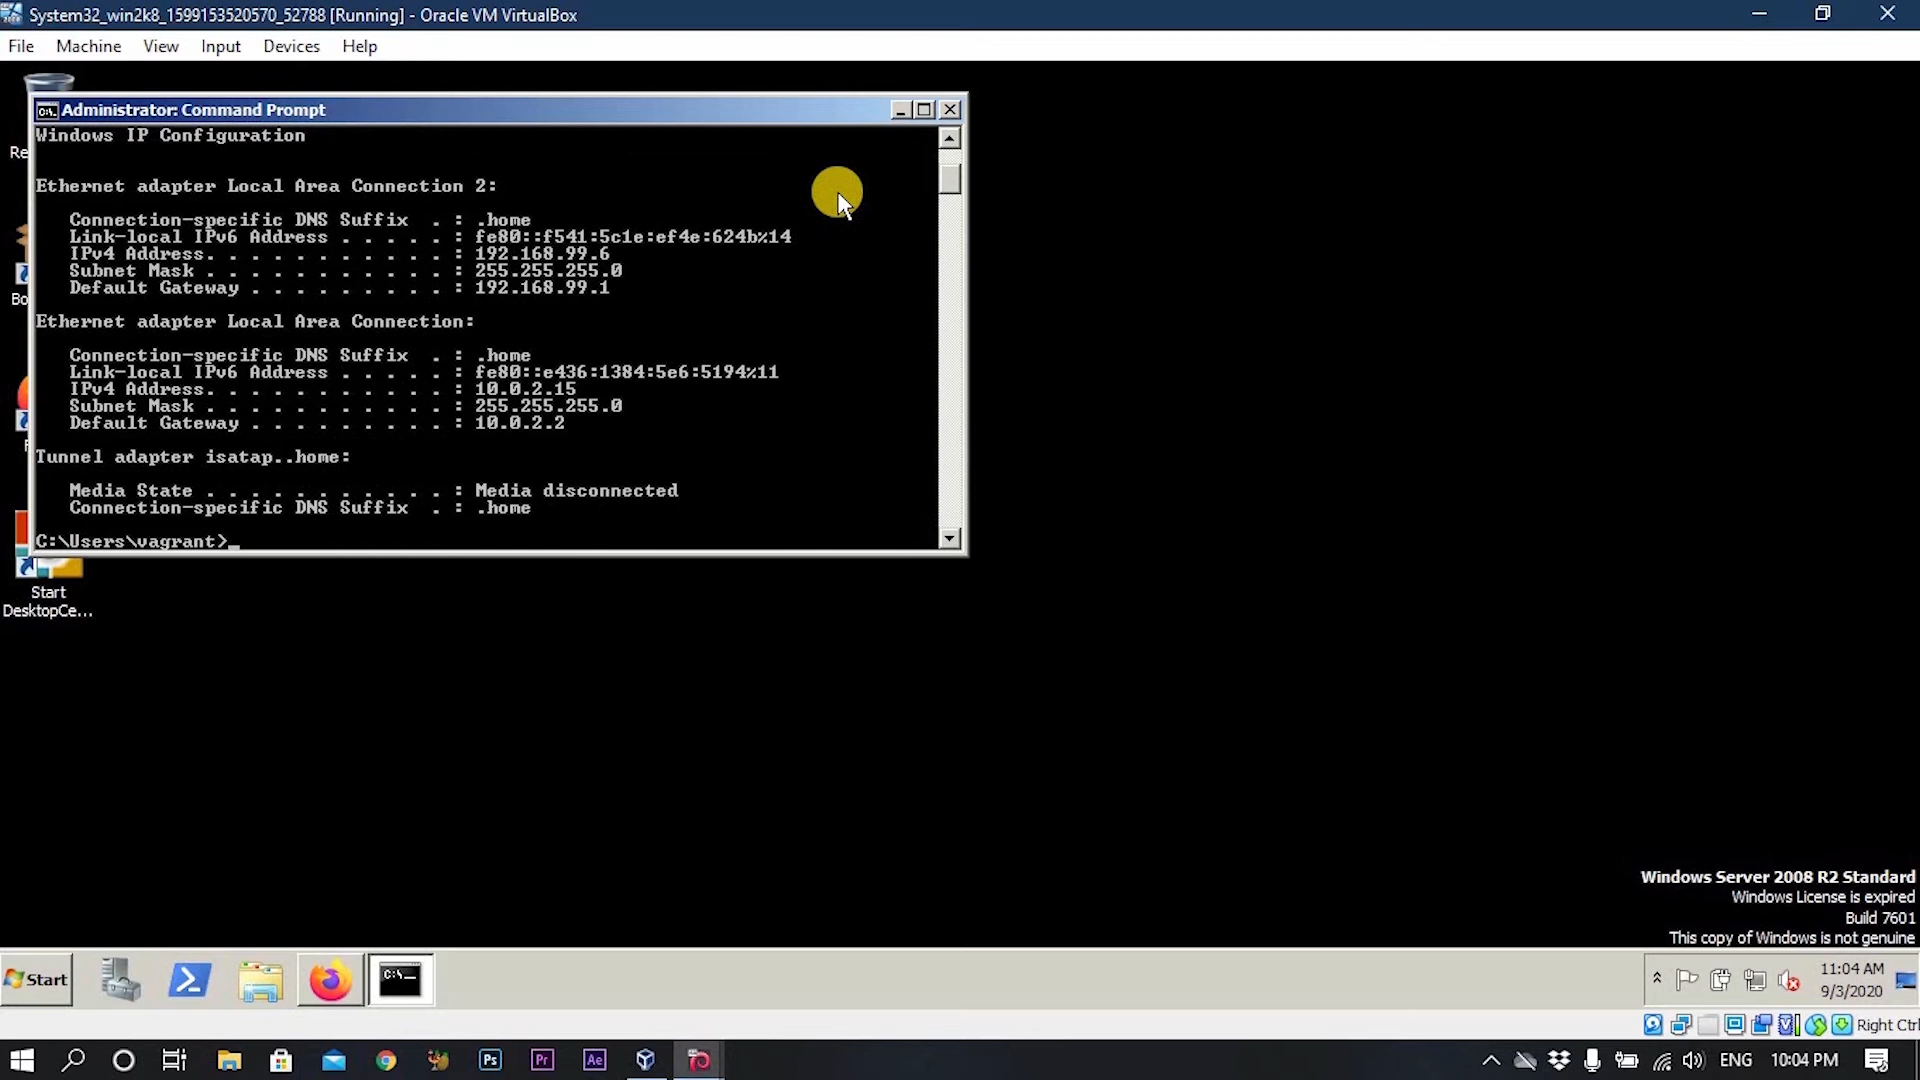 System32_win2k8_1599153520570_52788 [Running] - Oracle VM VirtualBox
File Machine View Input Devices Help
Administrator: Command Prompt
Windows IP Configuration
Ethernet adapter Local Area Connection 2:
Connection-specific DNS Suffix . : .home
Link-local IPv6 Address . . . . . : fe80::f541:5c1e:ef4e:624b%14
IPv4 Address. . . . . . . . . . . : 192.168.99.6
Subnet Mask . . . . . . . . . . . : 255.255.255.0
Default Gateway . . . . . . . . . : 192.168.99.1
Ethernet adapter Local Area Connection:
Connection-specific DNS Suffix . : .home
Link-local IPv6 Address . . . . . : fe80::e436:1384:5e6:5194%11
IPv4 Address. . . . . . . . . . . : 10.0.2.15
Subnet Mask . . . . . . . . . . . : 255.255.255.0
Default Gateway . . . . . . . . . : 10.0.2.2
Tunnel adapter isatap..home:
Media State . . . . . . . . . . . : Media disconnected
Connection-specific DNS Suffix . : .home
C:\Users\vagrant>_
Re
Bo
Start
DesktopCe...
Windows Server 2008 R2 Standard
Windows License is expired
Build 7601
This copy of Windows is not genuine
Start
C:\_
11:04 AM
9/3/2020
Right Ctrl
Ps Pr Ae
ENG 10:04 PM